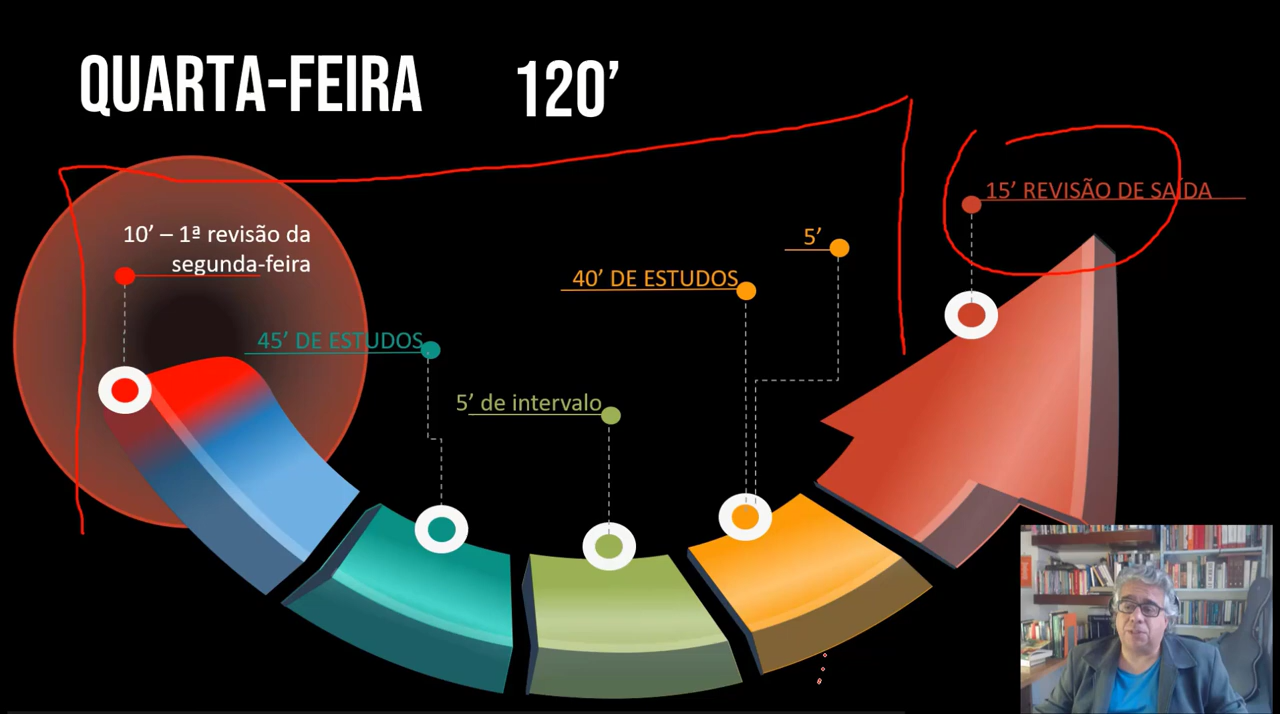 QUARTA-FEIRA 120’
10’ – 1ª revisão da
segunda-feira
45’ DE ESTUDOS
5’ de intervalo
40’ DE ESTUDOS
5’
15’ REVISÃO DE SAÍDA